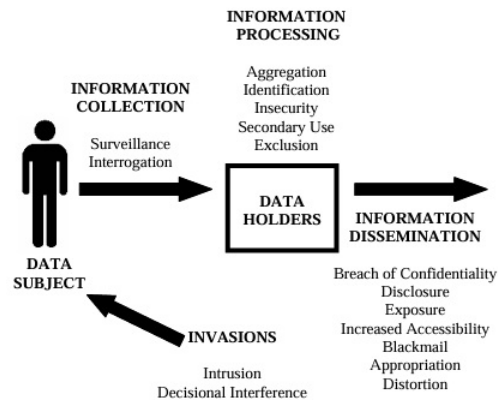 INFORMATION
PROCESSING
Aggregation
Identification
Insecurity
Secondary Use
Exclusion
INFORMATION
COLLECTION
Surveillance
Interrogation
DATA
SUBJECT
DATA
HOLDERS
INFORMATION
DISSEMINATION
Breach of Confidentiality
Disclosure
Exposure
Increased Accessibility
Blackmail
Appropriation
Distortion
INVASIONS
Intrusion
Decisional Interference